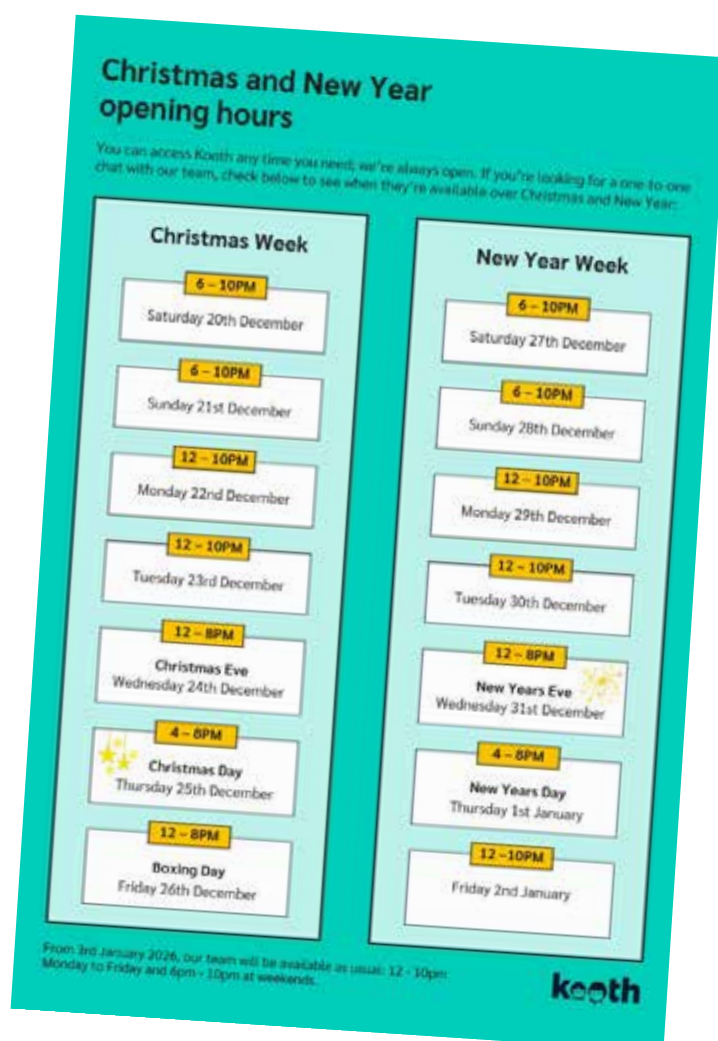 Christmas and New Year
opening hours
You can access Kooth any time you need, we're always open. If you're looking for a one-to-one
chat with our team, check below to see when they're available over Christmas and New Year:
Christmas Week
6 – 10PM
Saturday 20th December
6 – 10PM
Sunday 21st December
12 – 10PM
Monday 22nd December
12 – 10PM
Tuesday 23rd December
12 – 8PM
Christmas Eve
Wednesday 24th December
4 – 8PM
Christmas Day
Thursday 25th December
12 – 8PM
Boxing Day
Friday 26th December
New Year Week
6 – 10PM
Saturday 27th December
6 – 10PM
Sunday 28th December
12 – 10PM
Monday 29th December
12 – 10PM
Tuesday 30th December
12 – 8PM
New Years Eve
Wednesday 31st December
4 – 8PM
New Years Day
Thursday 1st January
12 –10PM
Friday 2nd January
From 3rd January 2026, our team will be available as usual: 12 - 10pm
Monday to Friday and 6pm - 10pm at weekends.
kooth